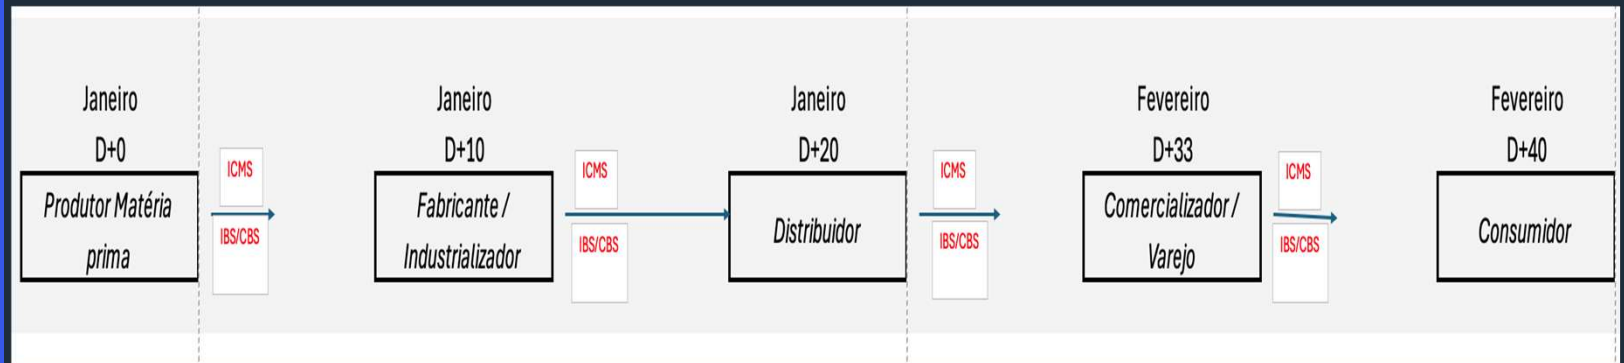 Janeiro
D+0
Produtor Matéria
prima
ICMS
IBS/CBS
Janeiro
D+10
Fabricante /
Industrializador
ICMS
IBS/CBS
Janeiro
D+20
Distribuidor
ICMS
IBS/CBS
Fevereiro
D+33
Comercializador /
Varejo
ICMS
IBS/CBS
Fevereiro
D+40
Consumidor